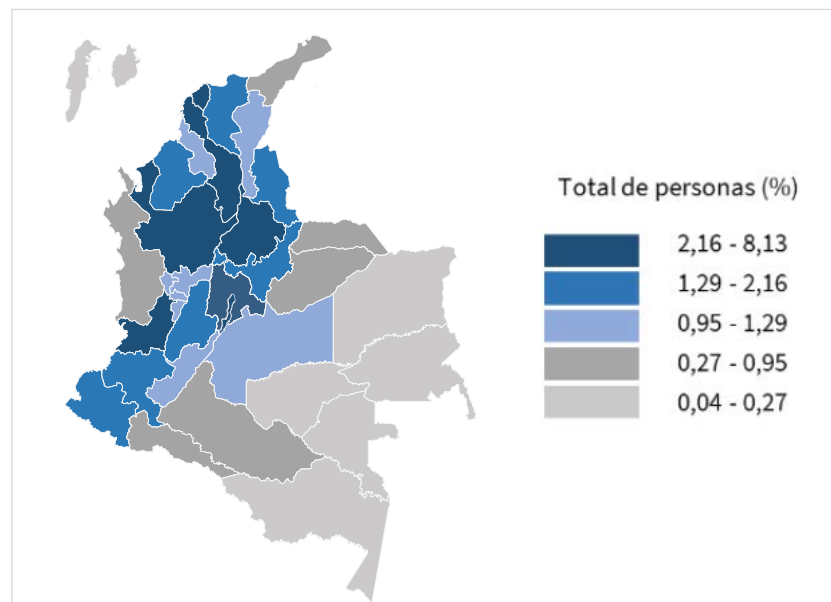 Total de personas (%)
2,16 - 8,13
1,29 - 2,16
0,95 - 1,29
0,27 - 0,95
0,04 - 0,27